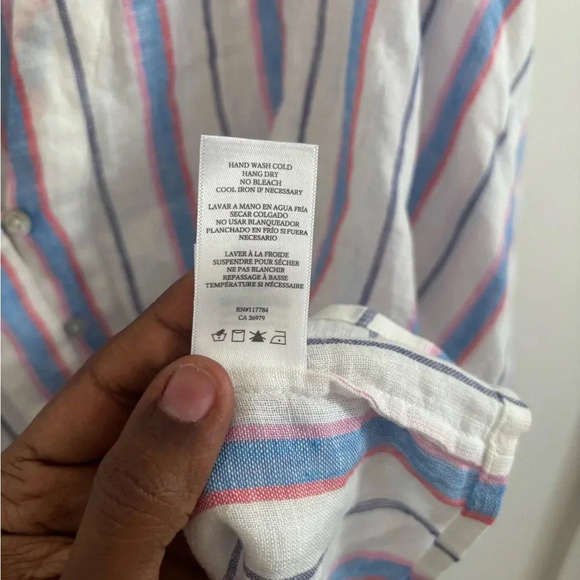 HAND WASH COLD
HANG DRY
NO BLEACH
COOL IRON IF NECESSARY
LAVAR A MANO EN AGUA FRÍA
SECAR COLGADO
NO USAR BLANQUEADOR
PLANCHADO EN FRÍO SI FUERA
NECESARIO
LAVER À LA FROIDE
SUSPENDRE POUR SÉCHER
NE PAS BLANCHIR
REPASSAGE À BASSE
TEMPÉRATURE SI NÉCESSAIRE
RN#117784
CA 36979